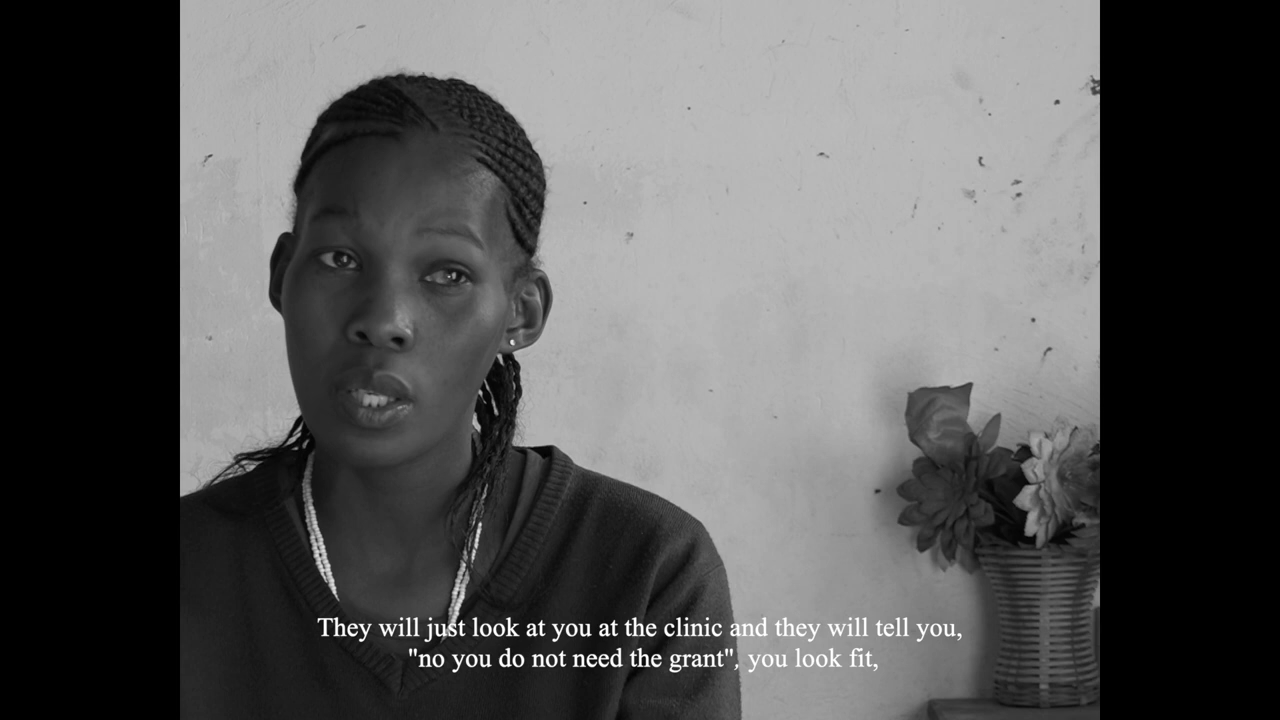 They will just look at you at the clinic and they will tell you,
"no you do not need the grant", you look fit,